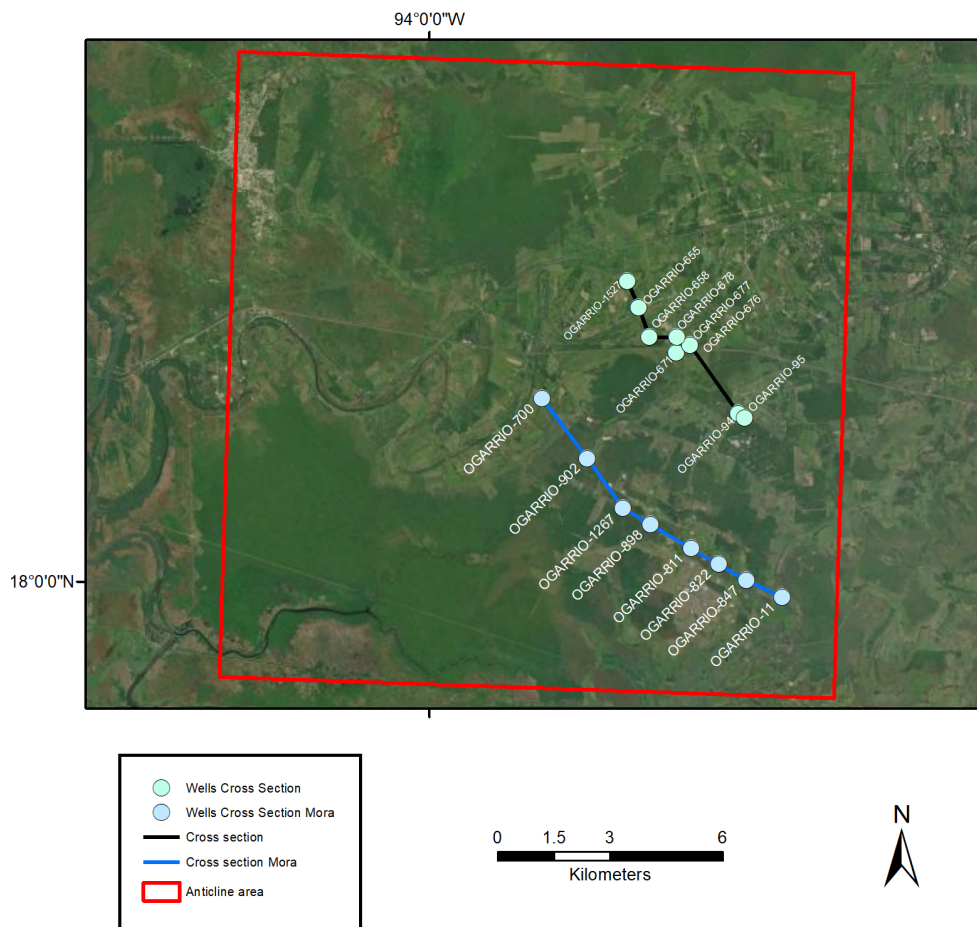 94°0'0"W
OGARRIO-1527
OGARRIO-655
OGARRIO-658
OGARRIO-678
OGARRIO-677
OGARRIO-676
OGARRIO-94
OGARRIO-95
OGARRIO-700
OGARRIO-902
OGARRIO-1267
OGARRIO-898
OGARRIO-811
OGARRIO-822
OGARRIO-847
OGARRIO-11
18°0'0"N
Wells Cross Section
Wells Cross Section Mora
Cross section
Cross section Mora
Anticline area
0 1.5 3 6
Kilometers
N